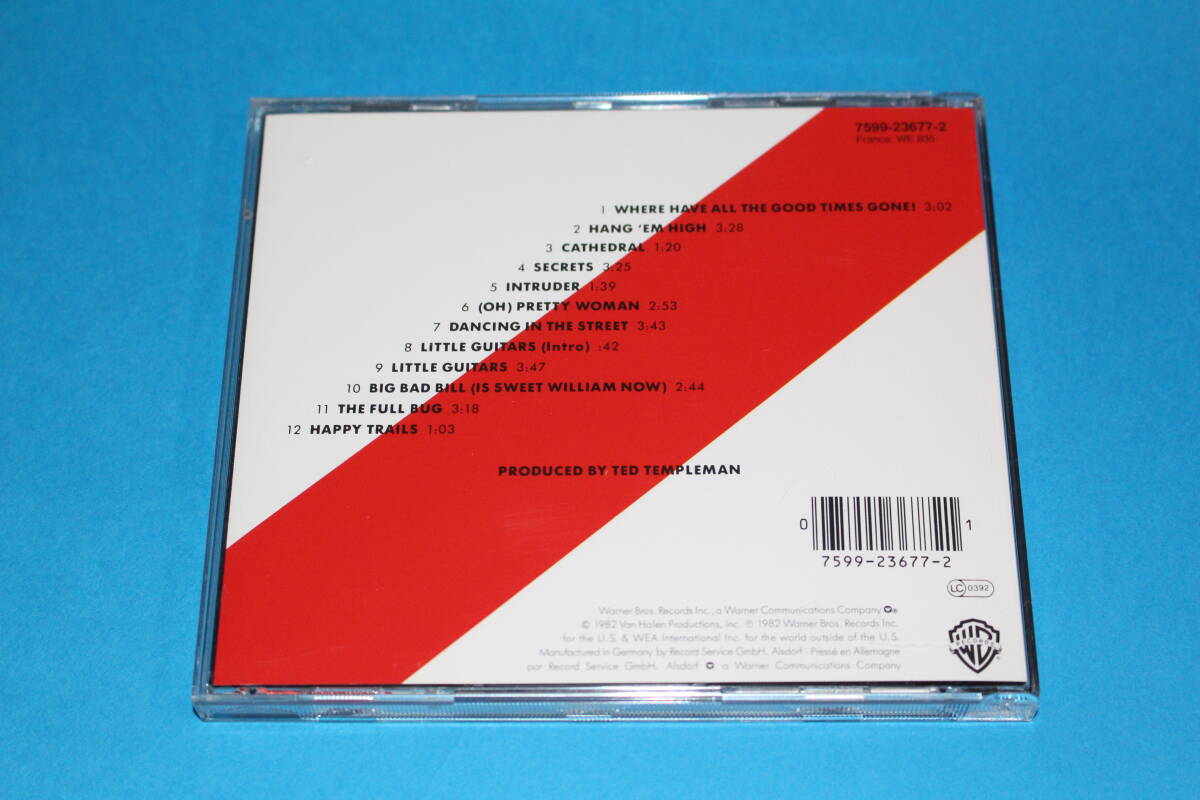 7599-23677-2
France: WE 835
1 WHERE HAVE ALL THE GOOD TIMES GONE! 3:02
2 HANG 'EM HIGH 3:28
3 CATHEDRAL 1:20
4 SECRETS 3:25
5 INTRUDER 1:39
6 (OH) PRETTY WOMAN 2:53
7 DANCING IN THE STREET 3:43
8 LITTLE GUITARS (Intro) :42
9 LITTLE GUITARS 3:47
10 BIG BAD BILL (IS SWEET WILLIAM NOW) 2:44
11 THE FULL BUG 3:18
12 HAPPY TRAILS 1:03
PRODUCED BY TED TEMPLEMAN
0 1
7599-23677-2
LC 0392
Warner Bros. Records Inc., a Warner Communications Company ®
© 1982 Van Halen Productions, Inc. ℗ 1982 Warner Bros. Records Inc.
for the U.S. & WEA International Inc. for the world outside of the U.S.
Manufactured in Germany by Record Service GmbH. Alsdorf · Pressé en Allemagne
par Record Service GmbH. Alsdorf a Warner Communications Company
WB
RECORDS
®